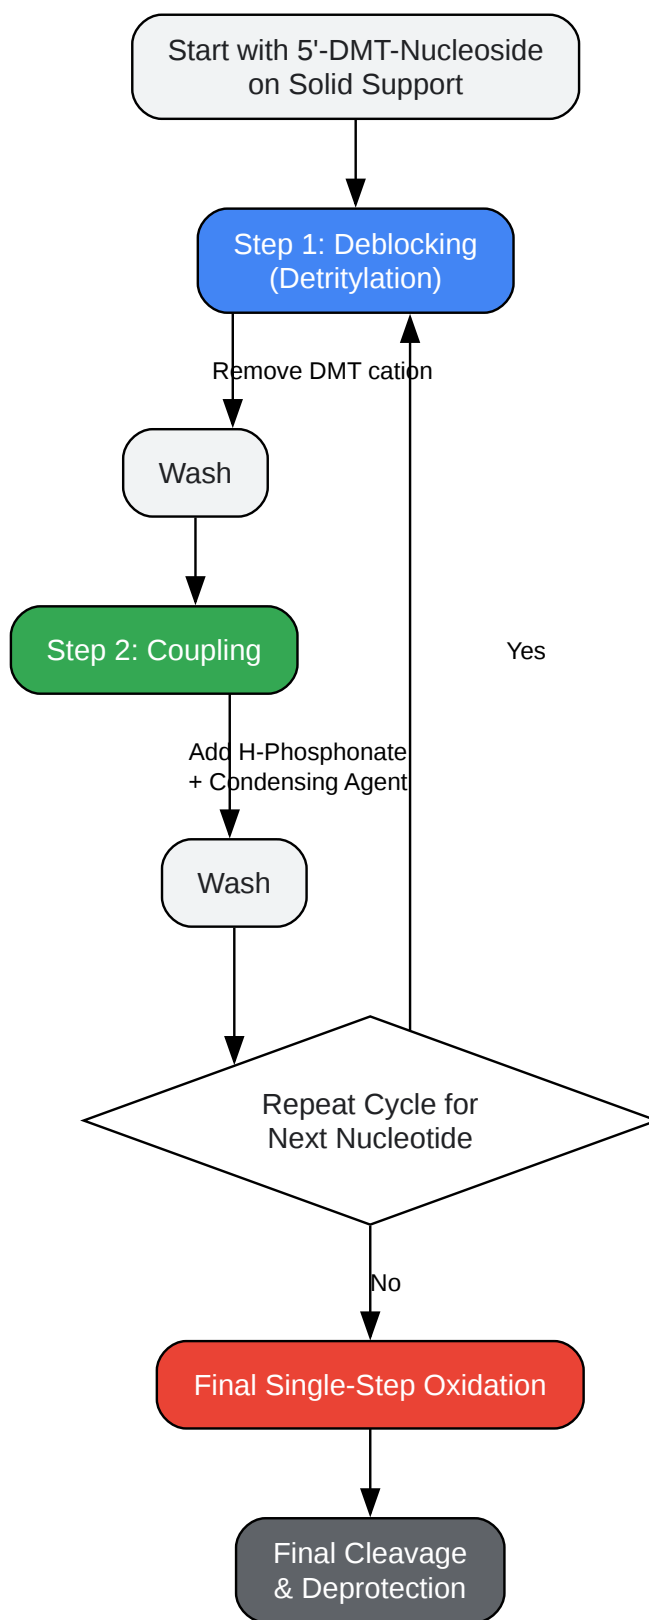 Start with 5'-DMT-Nucleoside
on Solid Support
Step 1: Deblocking
(Detritylation)
Remove DMT cation
Wash
Step 2: Coupling
Yes
Add H-Phosphonate
+ Condensing Agent
Wash
Repeat Cycle for
Next Nucleotide
No
Final Single-Step Oxidation
Final Cleavage
& Deprotection